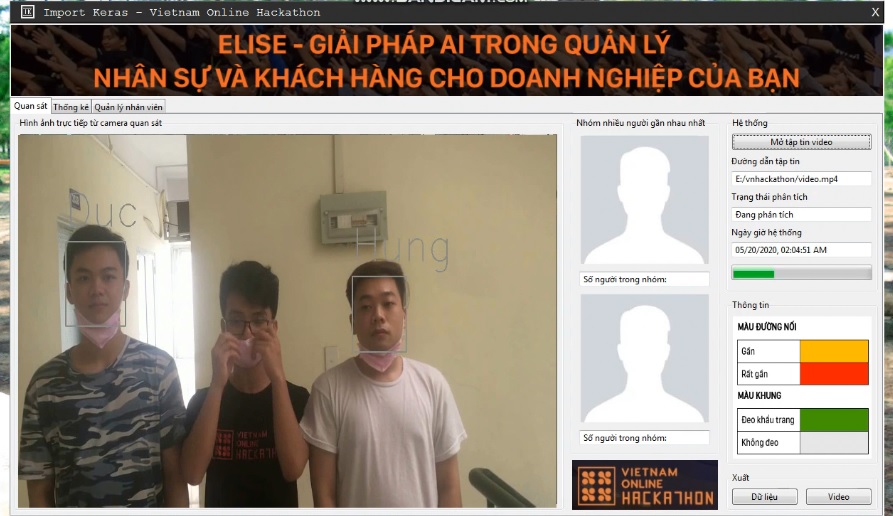 WWW.BANDICAM.COM
Import Keras - Vietnam Online Hackathon
X
ELISE - GIẢI PHÁP AI TRONG QUẢN LÝ
NHÂN SỰ VÀ KHÁCH HÀNG CHO DOANH NGHIỆP CỦA BẠN
Quan sát Thống kê Quản lý nhân viên
Hình ảnh trực tiếp từ camera quan sát
Duc
Hung
VIETNAM
ONLINE
HACKATHON
Nhóm nhiều người gần nhau nhất
Số người trong nhóm:
Số người trong nhóm:
VIETNAM
ONLINE
HACKATHON
Hệ thống
Mở tập tin video
Đường dẫn tập tin
E:/vnhackathon/video.mp4
Trạng thái phân tích
Đang phân tích
Ngày giờ hệ thống
05/20/2020, 02:04:51 AM
Thông tin
MÀU ĐƯỜNG NỐI
Gần
Rất gần
MÀU KHUNG
Đeo khẩu trang
Không đeo
Xuất
Dữ liệu Video